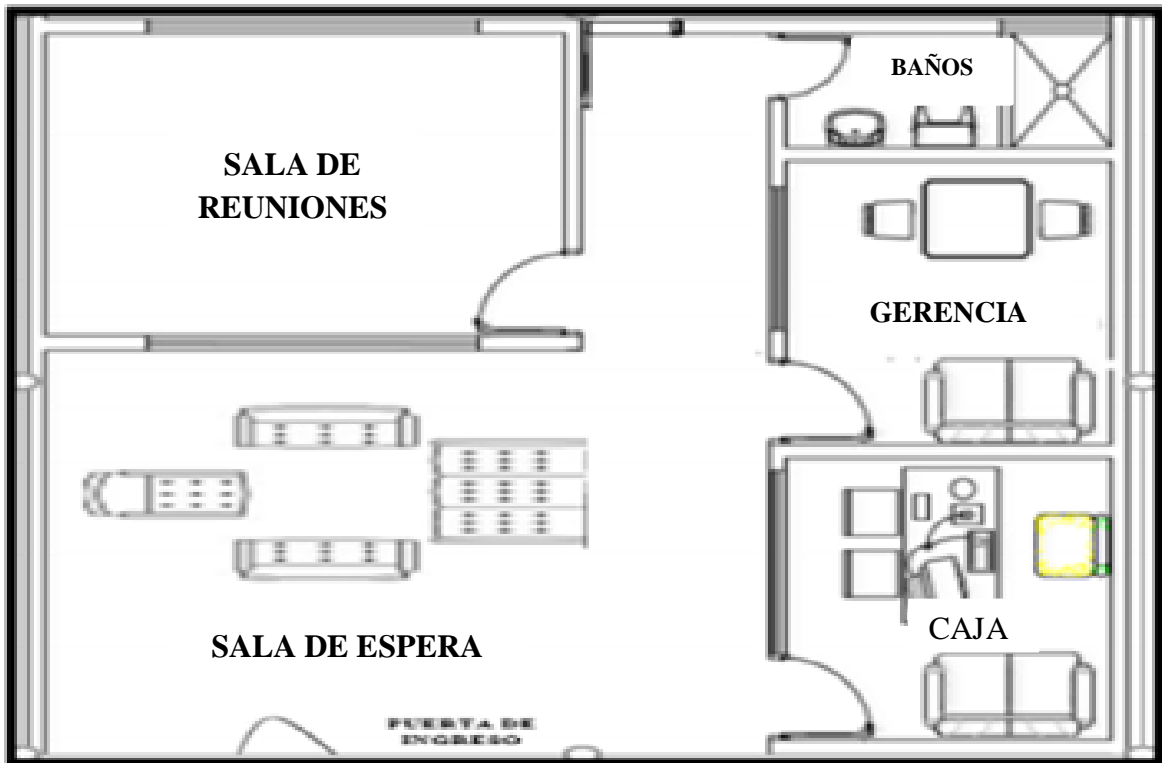 BAÑOS
SALA DE
REUNIONES
GERENCIA
CAJA
SALA DE ESPERA
PUERTA DE
INGRESO